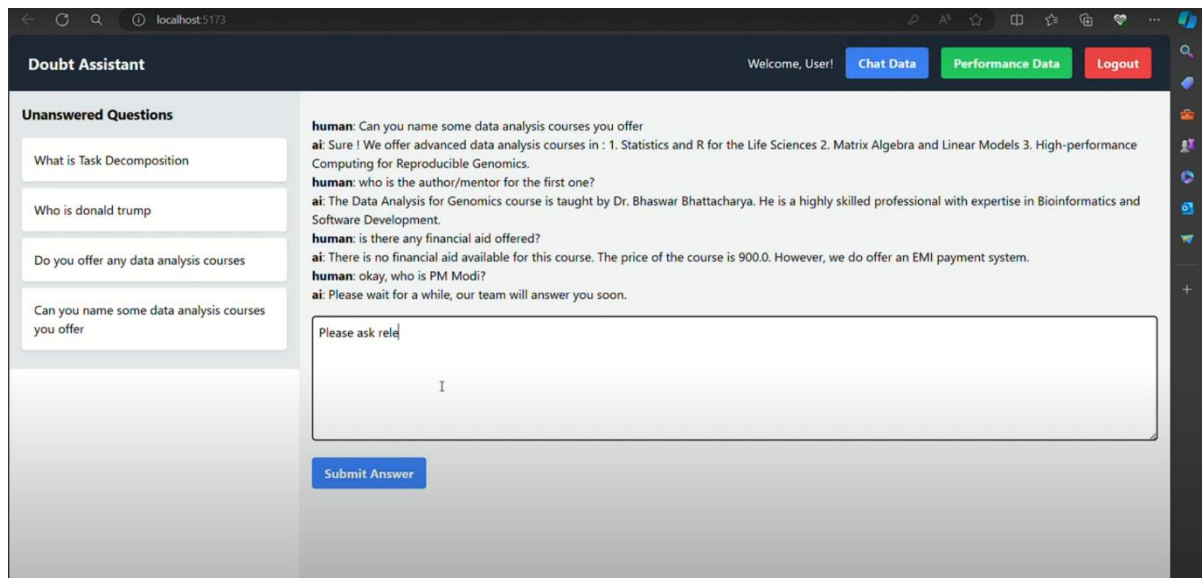 localhost:5173
Doubt Assistant
Welcome, User!
Chat Data
Performance Data
Logout
Unanswered Questions
What is Task Decomposition
Who is donald trump
Do you offer any data analysis courses
Can you name some data analysis courses
you offer
human: Can you name some data analysis courses you offer
ai: Sure ! We offer advanced data analysis courses in : 1. Statistics and R for the Life Sciences 2. Matrix Algebra and Linear Models 3. High-performance
Computing for Reproducible Genomics.
human: who is the author/mentor for the first one?
ai: The Data Analysis for Genomics course is taught by Dr. Bhaswar Bhattacharya. He is a highly skilled professional with expertise in Bioinformatics and
Software Development.
human: is there any financial aid offered?
ai: There is no financial aid available for this course. The price of the course is 900.0. However, we do offer an EMI payment system.
human: okay, who is PM Modi?
ai: Please wait for a while, our team will answer you soon.
Please ask rele
Submit Answer